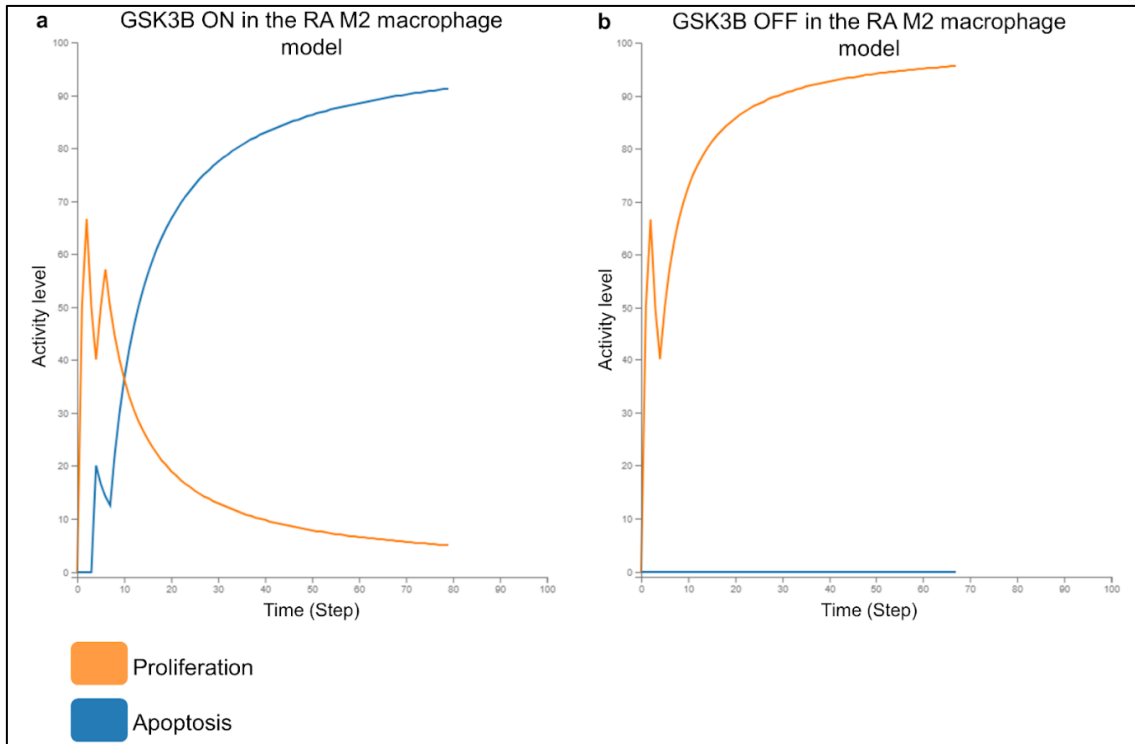 a
GSK3B ON in the RA M2 macrophage
model
100
90
80
70
60
50
40
30
20
10
0
Activity level
0 10 20 30 40 50 60 70 80 90 100
Time (Step)
b
GSK3B OFF in the RA M2 macrophage
model
100
90
80
70
60
50
40
30
20
10
0
Activity level
0 10 20 30 40 50 60 70 80 90 100
Time (Step)
Proliferation
Apoptosis